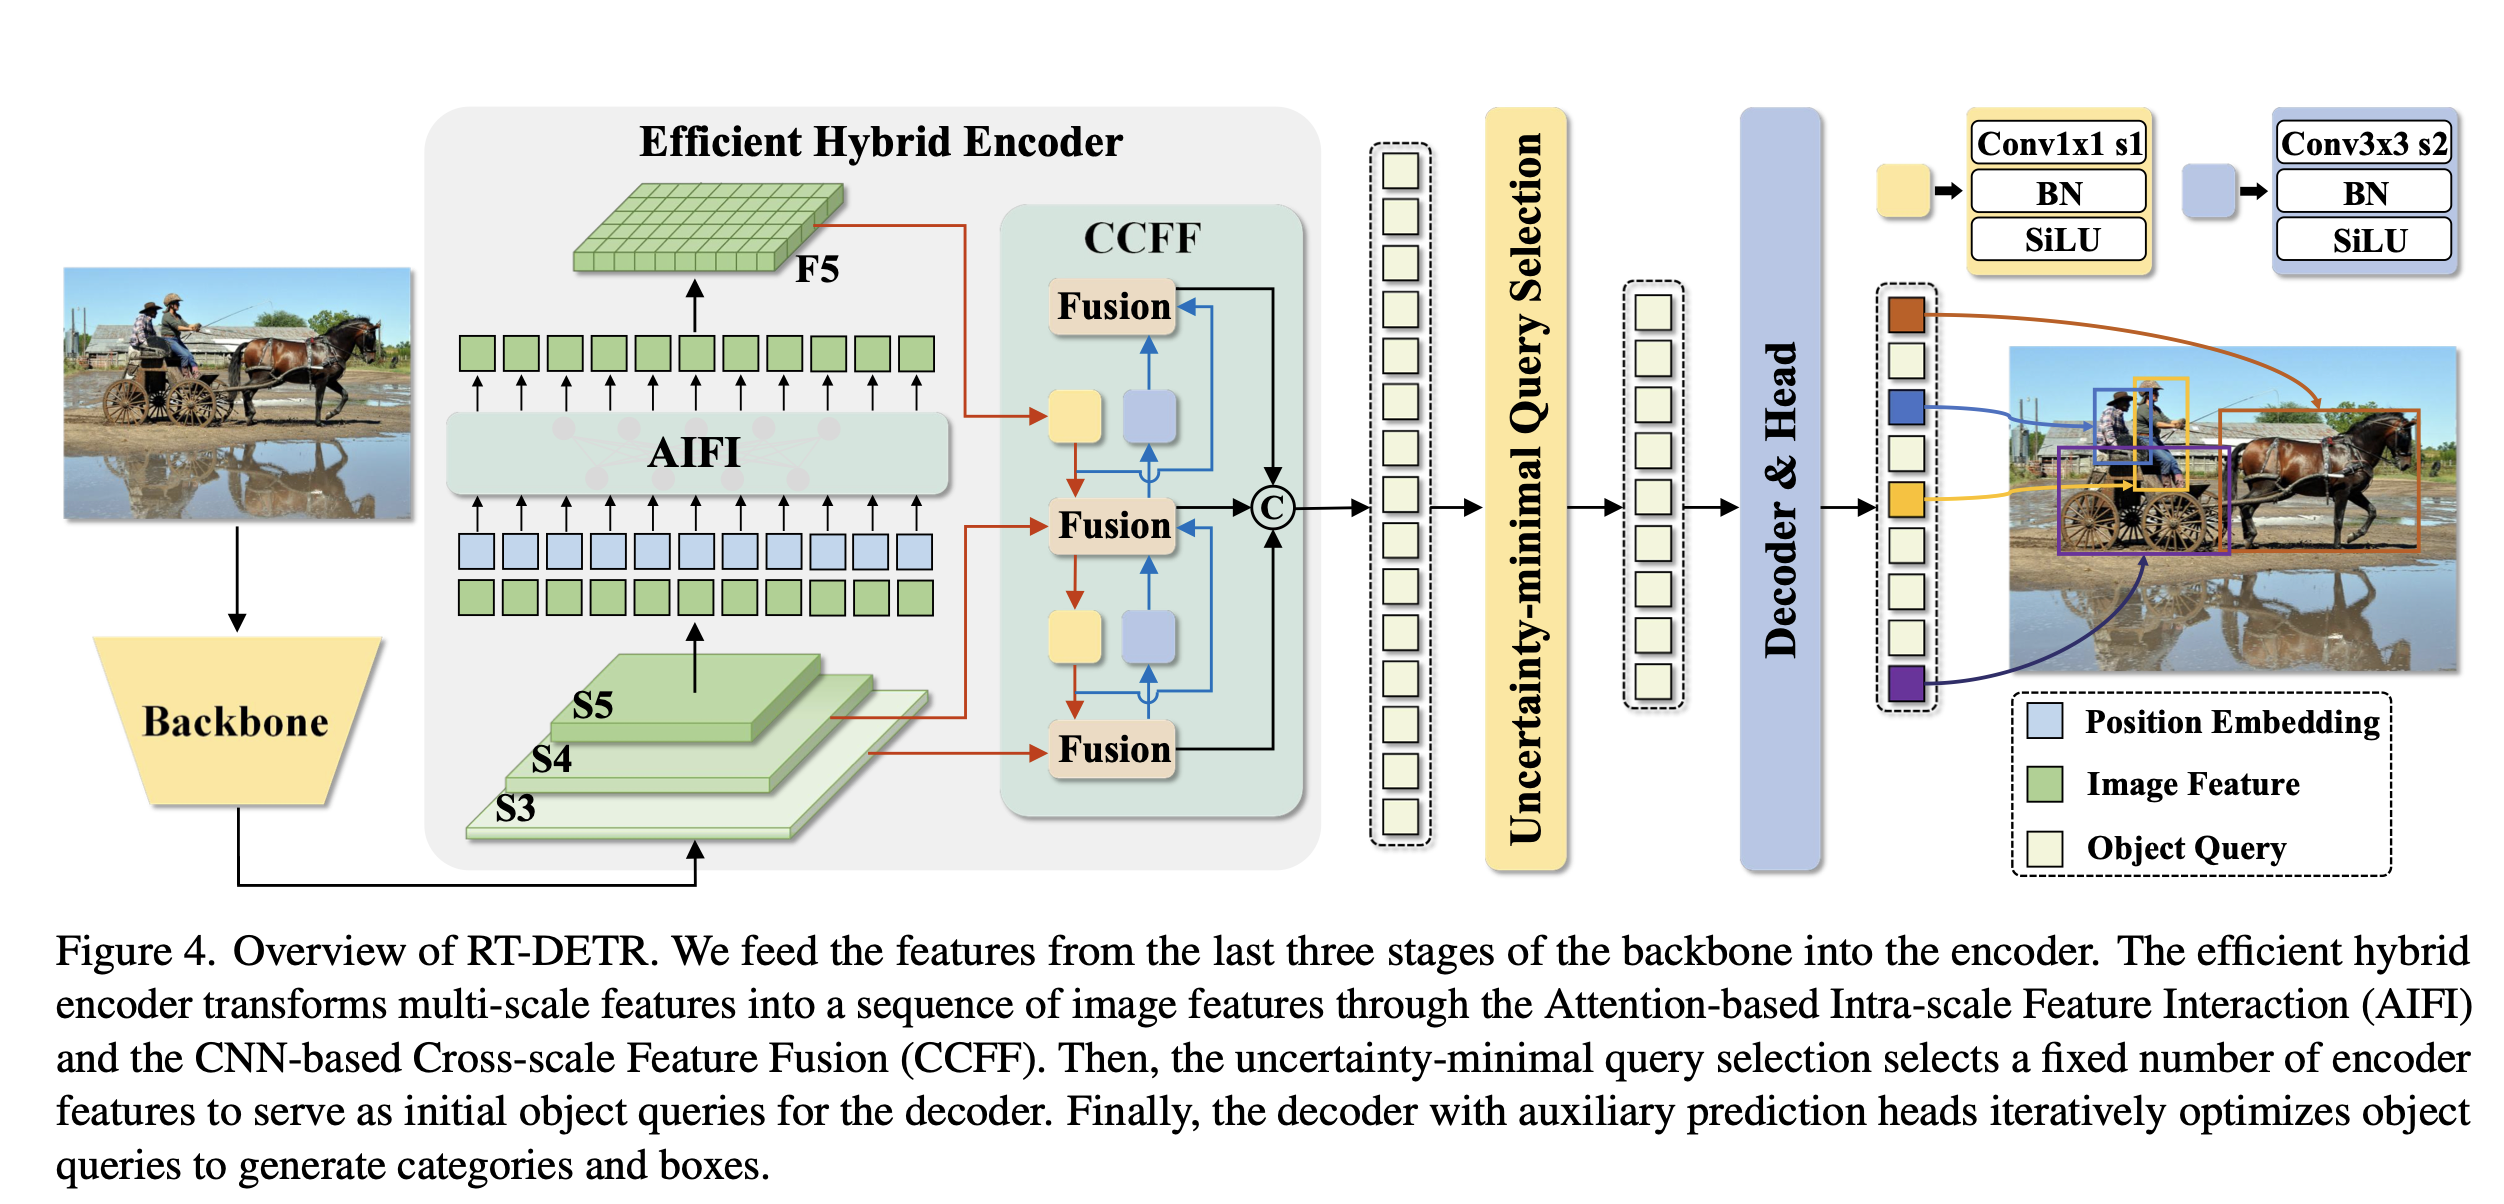 Efficient Hybrid Encoder
F5
AIFI
S5
S4
S3
Backbone
CCFF
Fusion
Fusion
Fusion
C
Uncertainty-minimal Query Selection
Decoder & Head
Conv1x1 s1
BN
SiLU
Conv3x3 s2
BN
SiLU
Position Embedding
Image Feature
Object Query
Figure 4. Overview of RT-DETR. We feed the features from the last three stages of the backbone into the encoder. The efficient hybrid
encoder transforms multi-scale features into a sequence of image features through the Attention-based Intra-scale Feature Interaction (AIFI)
and the CNN-based Cross-scale Feature Fusion (CCFF). Then, the uncertainty-minimal query selection selects a fixed number of encoder
features to serve as initial object queries for the decoder. Finally, the decoder with auxiliary prediction heads iteratively optimizes object
queries to generate categories and boxes.